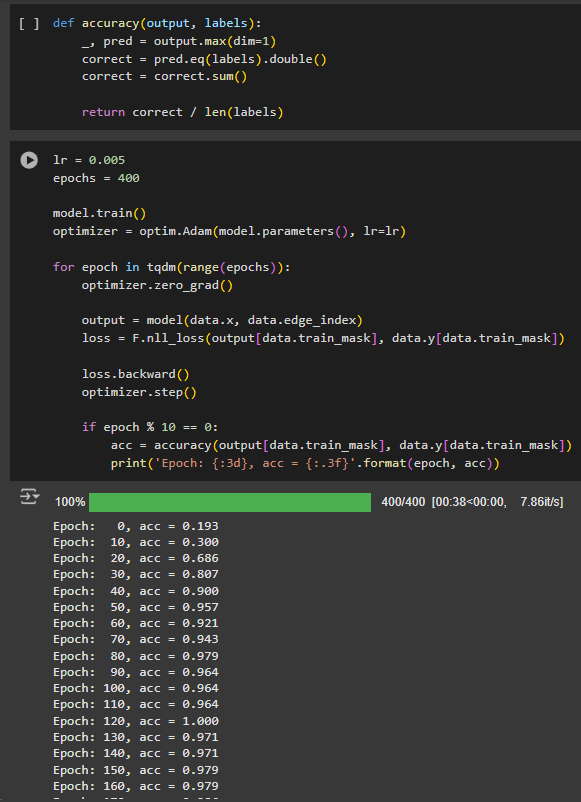 [ ] def accuracy(output, labels):
_, pred = output.max(dim=1)
correct = pred.eq(labels).double()
correct = correct.sum()
return correct / len(labels)
lr = 0.005
epochs = 400
model.train()
optimizer = optim.Adam(model.parameters(), lr=lr)
for epoch in tqdm(range(epochs)):
optimizer.zero_grad()
output = model(data.x, data.edge_index)
loss = F.nll_loss(output[data.train_mask], data.y[data.train_mask])
loss.backward()
optimizer.step()
if epoch % 10 == 0:
acc = accuracy(output[data.train_mask], data.y[data.train_mask])
print('Epoch: {:3d}, acc = {:.3f}'.format(epoch, acc))
100% 400/400 [00:38<00:00, 7.86it/s]
Epoch:   0, acc = 0.193
Epoch:  10, acc = 0.300
Epoch:  20, acc = 0.686
Epoch:  30, acc = 0.807
Epoch:  40, acc = 0.900
Epoch:  50, acc = 0.957
Epoch:  60, acc = 0.921
Epoch:  70, acc = 0.943
Epoch:  80, acc = 0.979
Epoch:  90, acc = 0.964
Epoch: 100, acc = 0.964
Epoch: 110, acc = 0.964
Epoch: 120, acc = 1.000
Epoch: 130, acc = 0.971
Epoch: 140, acc = 0.971
Epoch: 150, acc = 0.979
Epoch: 160, acc = 0.979